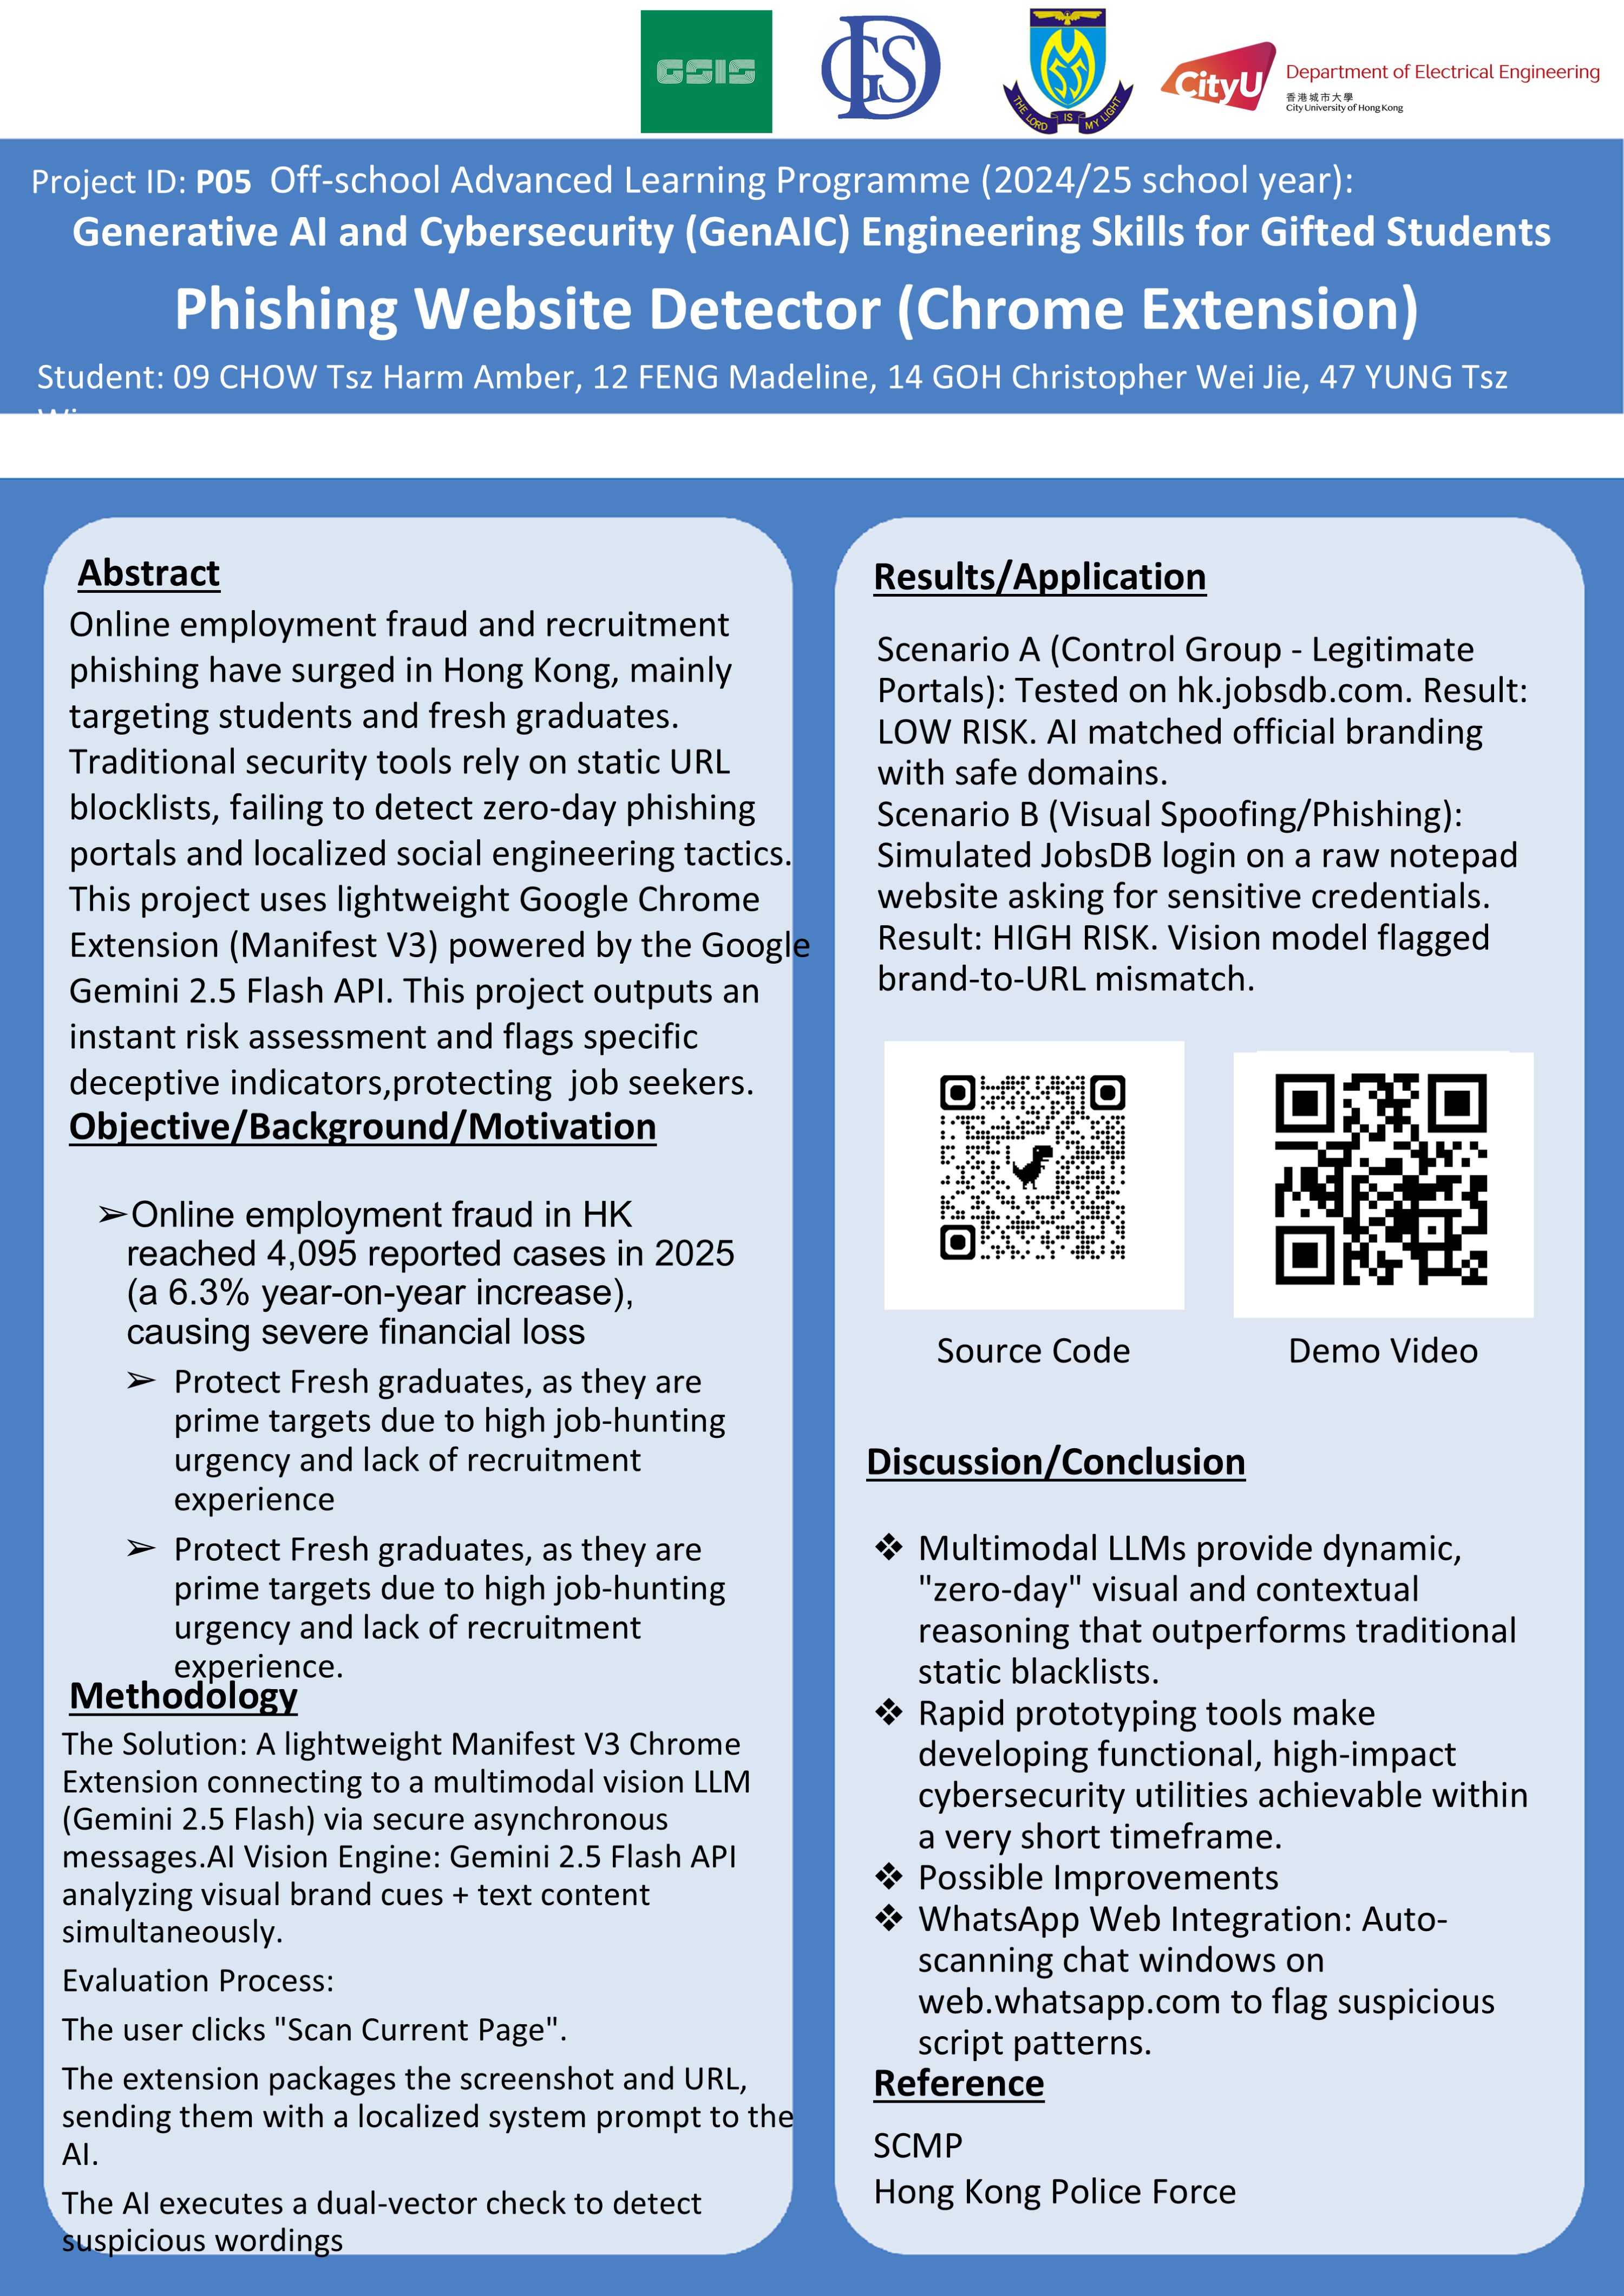 GSIS
DGS
THE LORD IS MY LIGHT
CityU
Department of Electrical Engineering
香港城市大學
City University of Hong Kong
Project ID: P05 Off-school Advanced Learning Programme (2024/25 school year):
Generative AI and Cybersecurity (GenAIC) Engineering Skills for Gifted Students
Phishing Website Detector (Chrome Extension)
Student: 09 CHOW Tsz Harm Amber, 12 FENG Madeline, 14 GOH Christopher Wei Jie, 47 YUNG Tsz
Abstract
Online employment fraud and recruitment
phishing have surged in Hong Kong, mainly
targeting students and fresh graduates.
Traditional security tools rely on static URL
blocklists, failing to detect zero-day phishing
portals and localized social engineering tactics.
This project uses lightweight Google Chrome
Extension (Manifest V3) powered by the Google
Gemini 2.5 Flash API. This project outputs an
instant risk assessment and flags specific
deceptive indicators,protecting  job seekers.
Objective/Background/Motivation
➢Online employment fraud in HK
reached 4,095 reported cases in 2025
(a 6.3% year-on-year increase),
causing severe financial loss
➢ Protect Fresh graduates, as they are
prime targets due to high job-hunting
urgency and lack of recruitment
experience
➢ Protect Fresh graduates, as they are
prime targets due to high job-hunting
urgency and lack of recruitment
experience.
Methodology
The Solution: A lightweight Manifest V3 Chrome
Extension connecting to a multimodal vision LLM
(Gemini 2.5 Flash) via secure asynchronous
messages.AI Vision Engine: Gemini 2.5 Flash API
analyzing visual brand cues + text content
simultaneously.
Evaluation Process:
The user clicks "Scan Current Page".
The extension packages the screenshot and URL,
sending them with a localized system prompt to the
AI.
The AI executes a dual-vector check to detect
suspicious wordings
Results/Application
Scenario A (Control Group - Legitimate
Portals): Tested on hk.jobsdb.com. Result:
LOW RISK. AI matched official branding
with safe domains.
Scenario B (Visual Spoofing/Phishing):
Simulated JobsDB login on a raw notepad
website asking for sensitive credentials.
Result: HIGH RISK. Vision model flagged
brand-to-URL mismatch.
Source Code
Demo Video
Discussion/Conclusion
❖ Multimodal LLMs provide dynamic,
"zero-day" visual and contextual
reasoning that outperforms traditional
static blacklists.
❖ Rapid prototyping tools make
developing functional, high-impact
cybersecurity utilities achievable within
a very short timeframe.
❖ Possible Improvements
❖ WhatsApp Web Integration: Auto-
scanning chat windows on
web.whatsapp.com to flag suspicious
script patterns.
Reference
SCMP
Hong Kong Police Force